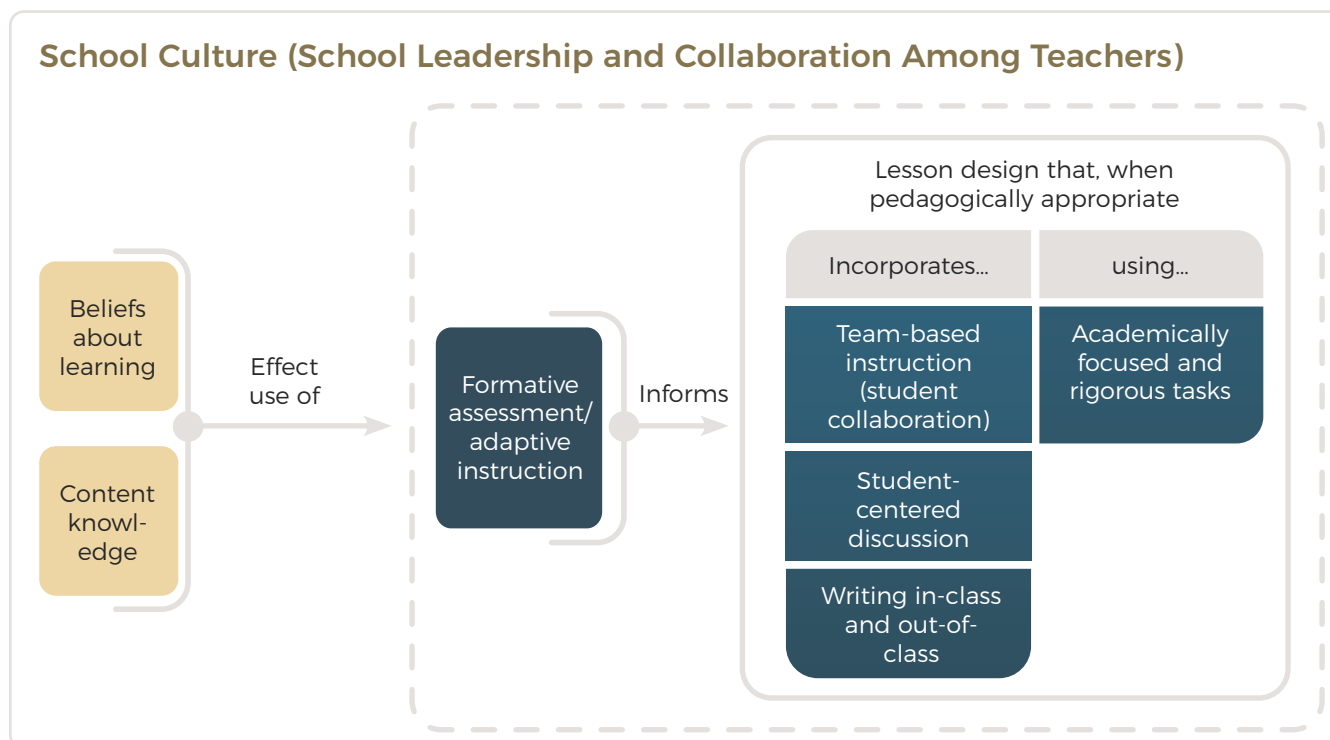 School Culture (School Leadership and Collaboration Among Teachers)
Beliefs
about
learning
Content
knowl-
edge
Effect
use of
Formative
assessment/
adaptive
instruction
Informs
Lesson design that, when
pedagogically appropriate
Incorporates...
using...
Team-based
instruction
(student
collaboration)
Academically
focused and
rigorous tasks
Student-
centered
discussion
Writing in-class
and out-of-
class